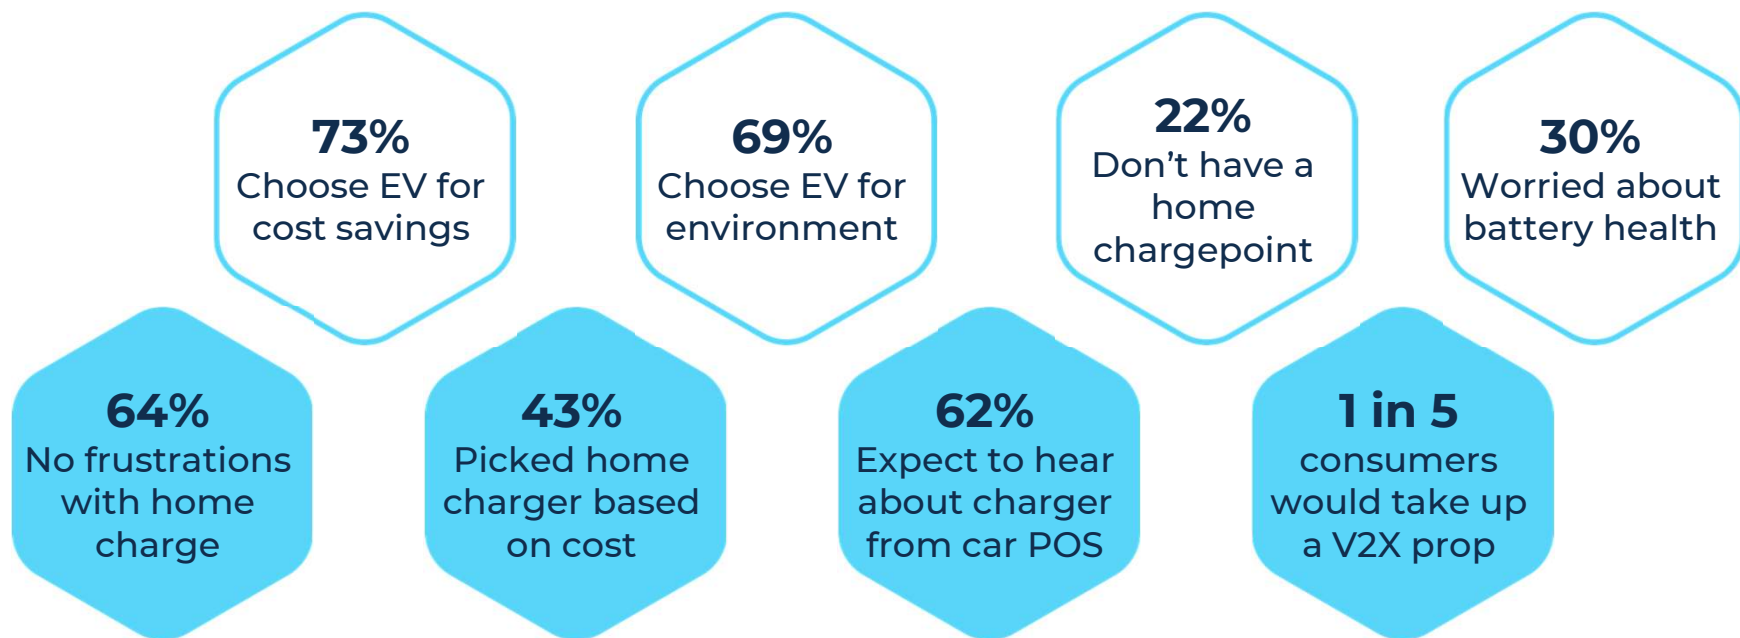 73%
Choose EV for
cost savings
69%
Choose EV for
environment
22%
Don’t have a
home
chargepoint
30%
Worried about
battery health
64%
No frustrations
with home
charge
43%
Picked home
charger based
on cost
62%
Expect to hear
about charger
from car POS
1 in 5
consumers
would take up
a V2X prop